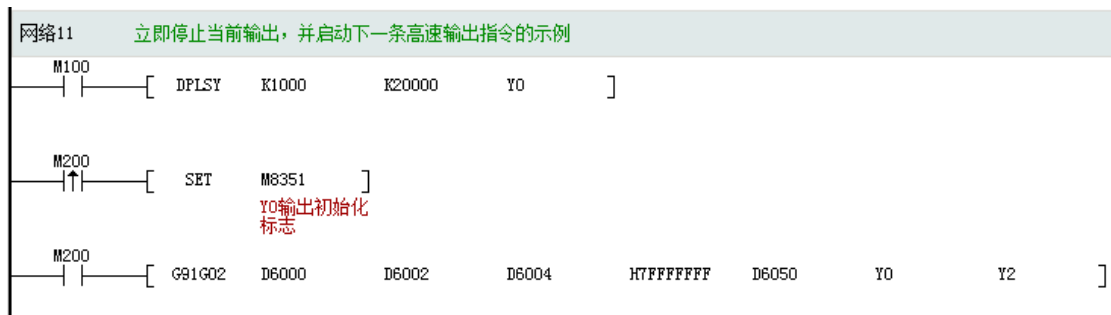 网络11 立即停止当前输出，并启动下一条高速输出指令的示例
M100
DPLSY K1000 K20000 Y0
M200
SET M8351
Y0输出初始化
标志
M200
G91G02 D6000 D6002 D6004 H7FFFFFFF D6050 Y0 Y2